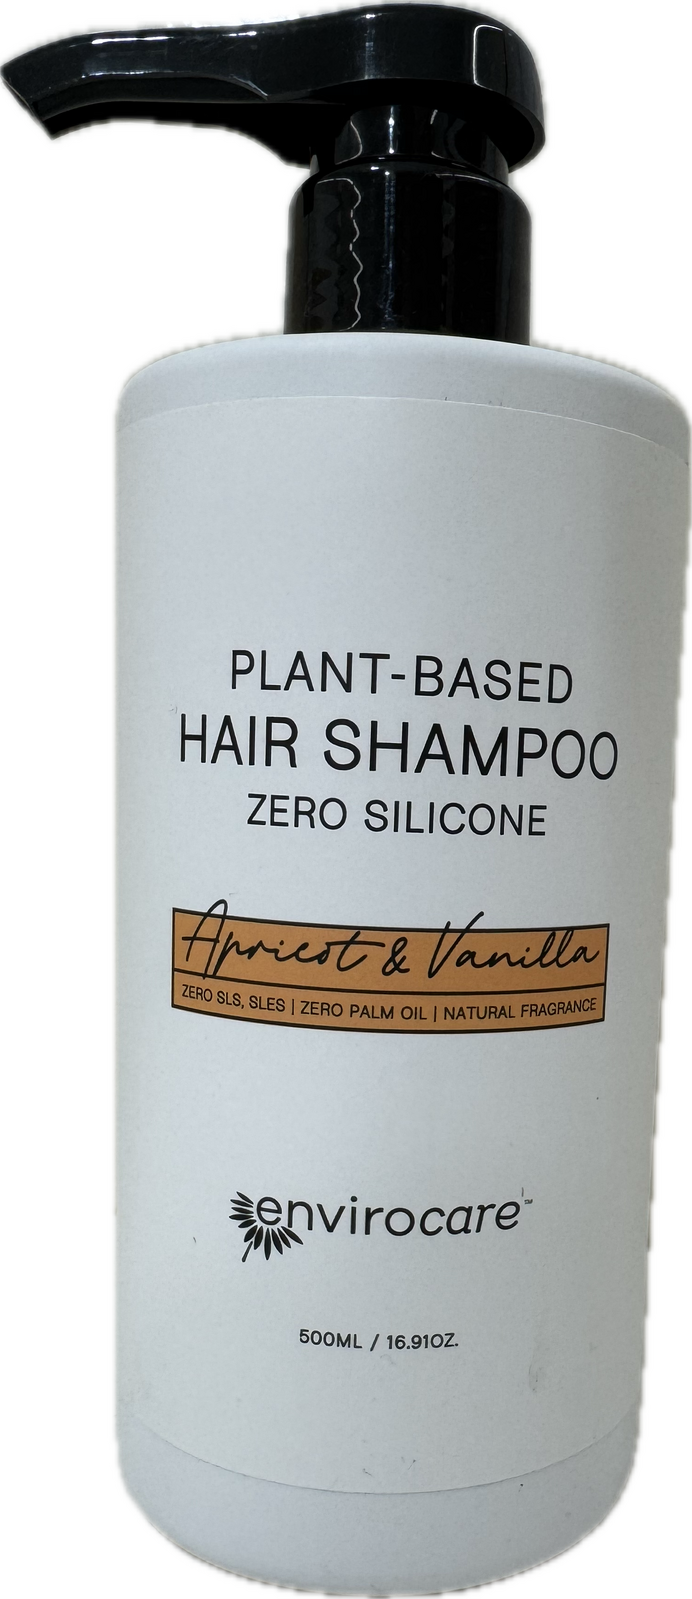 PLANT-BASED
HAIR SHAMPOO
ZERO SILICONE
Apricot & Vanilla
ZERO SLS, SLES | ZERO PALM OIL | NATURAL FRAGRANCE
envirocare™
500ML / 16.91OZ.